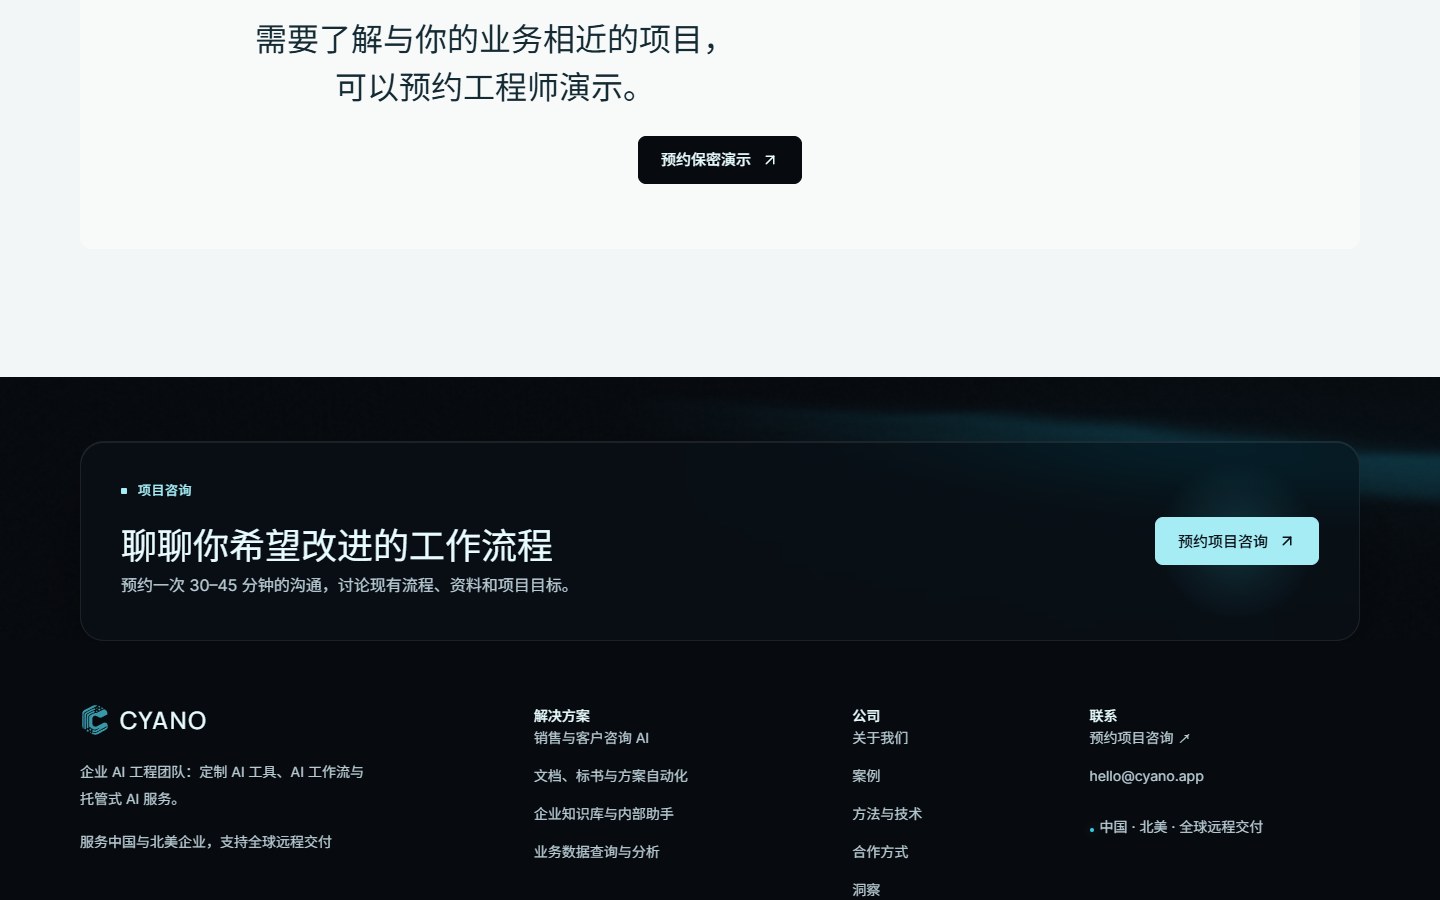 需要了解与你的业务相近的项目，
可以预约工程师演示。
预约保密演示
项目咨询
聊聊你希望改进的工作流程
预约一次 30–45 分钟的沟通，讨论现有流程、资料和项目目标。
预约项目咨询
CYANO
企业 AI 工程团队：定制 AI 工具、AI 工作流与
托管式 AI 服务。
服务中国与北美企业，支持全球远程交付
解决方案
销售与客户咨询 AI
文档、标书与方案自动化
企业知识库与内部助手
业务数据查询与分析
公司
关于我们
案例
方法与技术
合作方式
洞察
联系
预约项目咨询 ↗
hello@cyano.app
中国 · 北美 · 全球远程交付